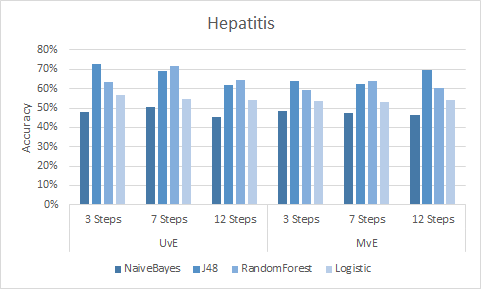 Hepatitis
80%
70%
60%
50%
40%
30%
20%
10%
0%
Accuracy
3 Steps 7 Steps 12 Steps 3 Steps 7 Steps 12 Steps
UvE MvE
NaiveBayes J48 RandomForest Logistic